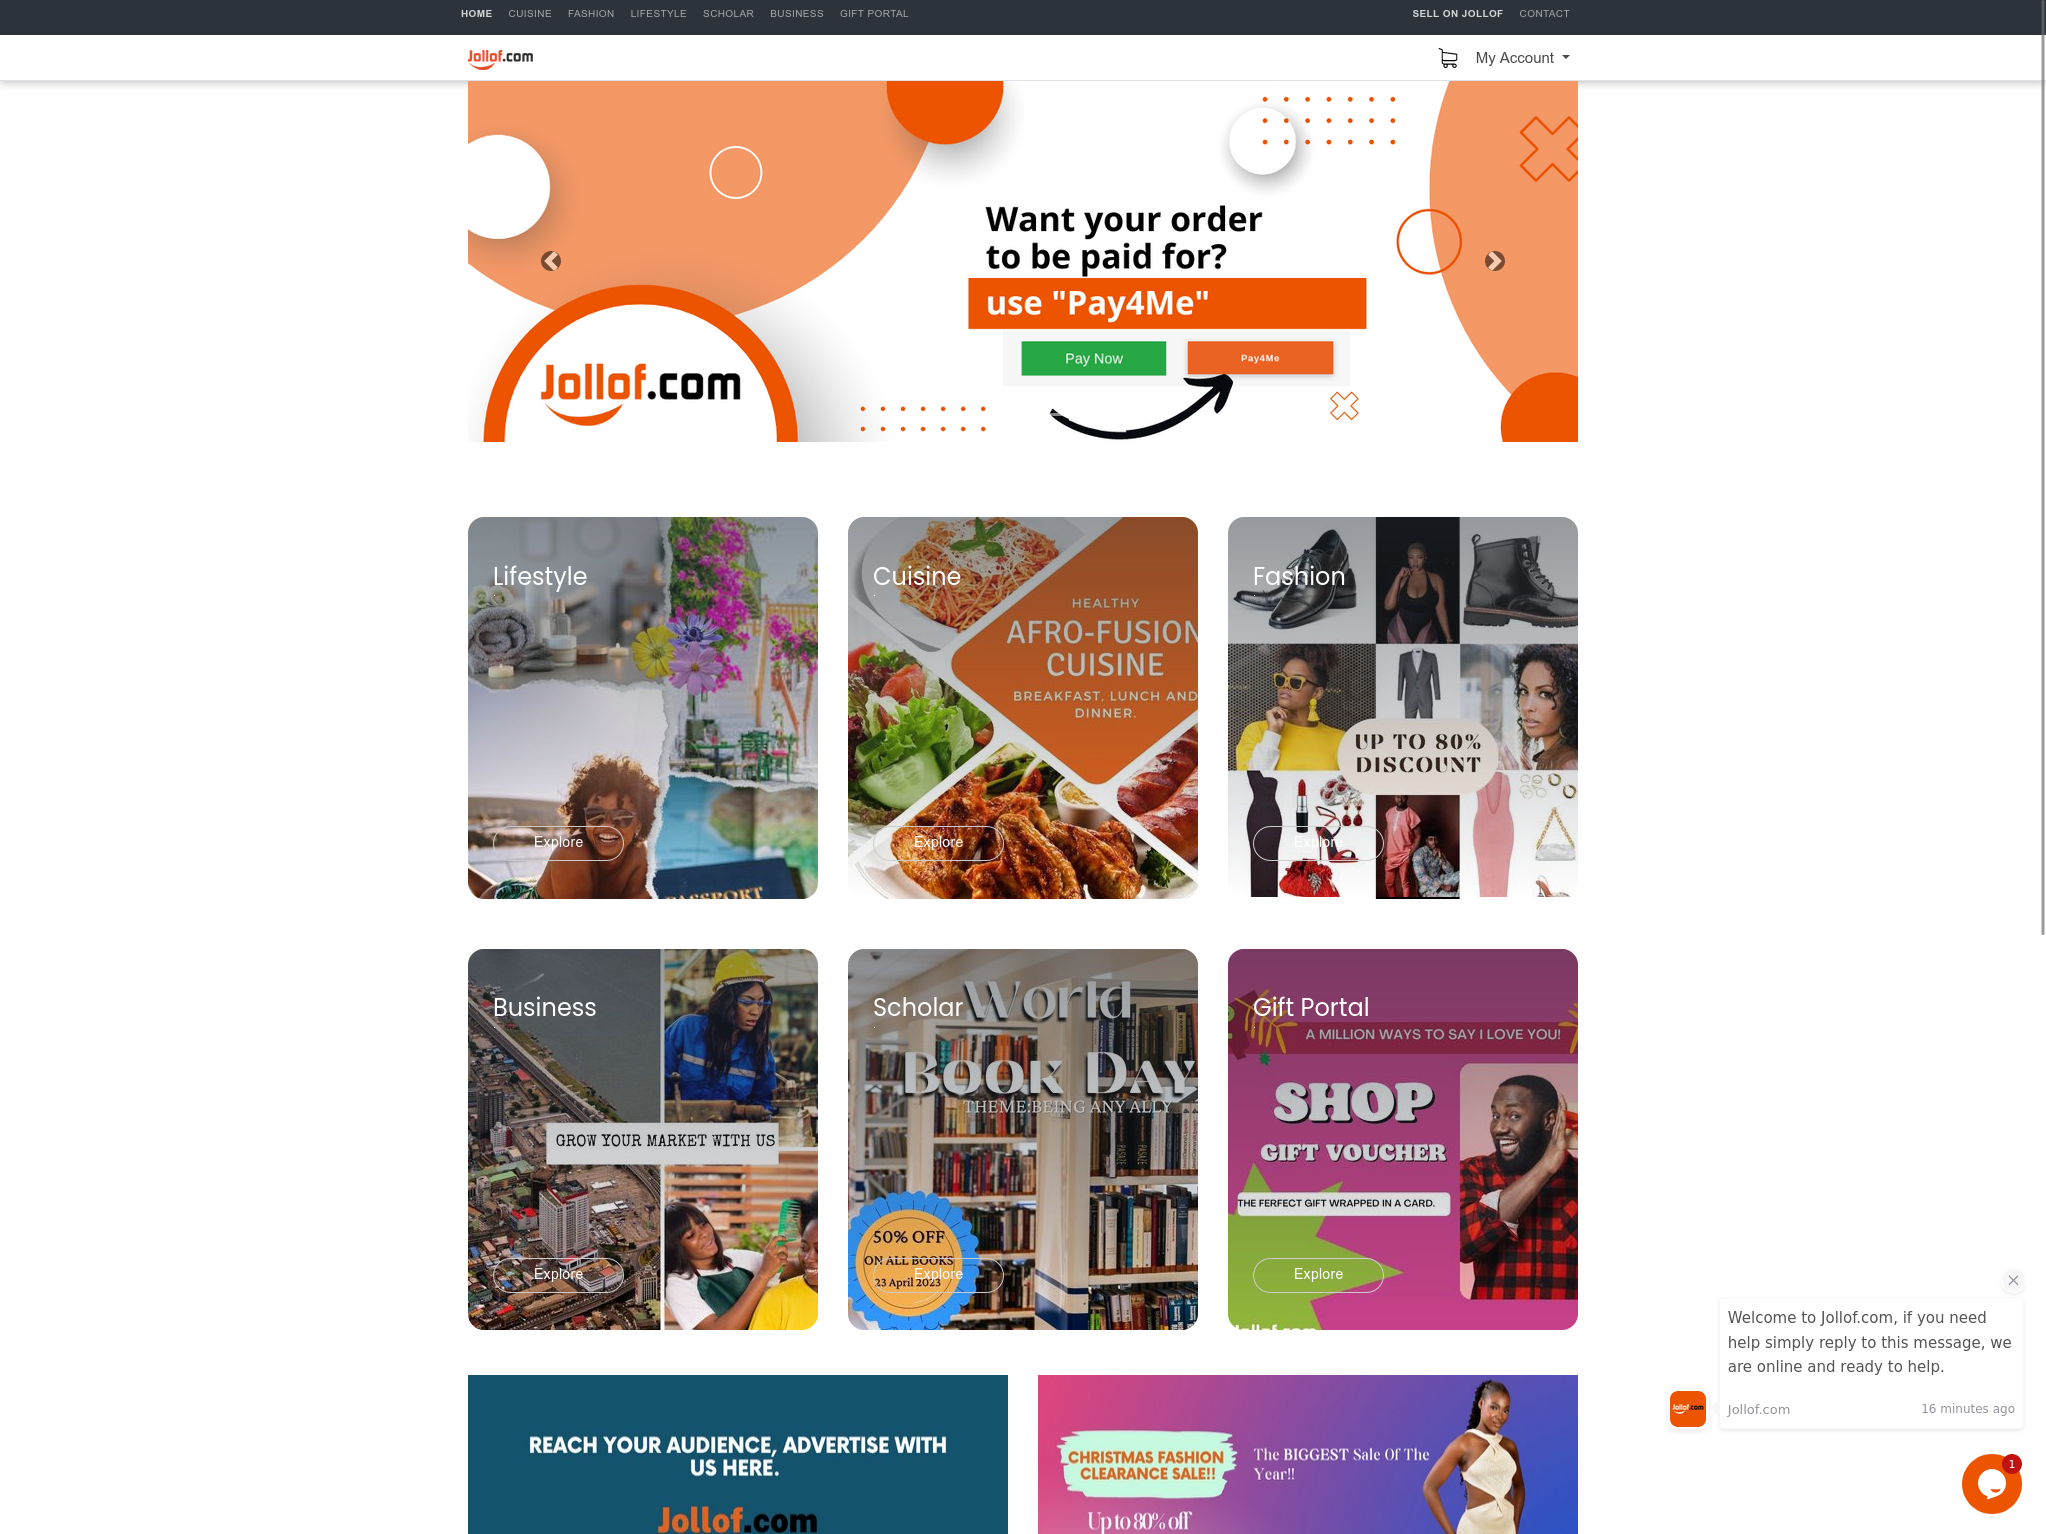 HOME CUISINE FASHION LIFESTYLE SCHOLAR BUSINESS GIFT PORTAL SELL ON JOLLOF CONTACT
Jollof.com My Account
Want your order
to be paid for?
use "Pay4Me"
Pay Now Pay4Me
Jollof.com
Lifestyle
PASSPORT
Explore
Cuisine
HEALTHY
AFRO-FUSION
CUISINE
BREAKFAST, LUNCH AND
DINNER.
Explore
Fashion
UP TO 80%
DISCOUNT
Explore
Business
GROW YOUR MARKET WITH US
Explore
Scholar
World
BOOK DAY
THEME:BEING ANY ALLY
50% OFF
ON ALL BOOKS
23 April 2023
Explore
Gift Portal
A MILLION WAYS TO SAY I LOVE YOU!
SHOP
GIFT VOUCHER
THE FERFECT GIFT WRAPPED IN A CARD.
Explore
Jollof.com
REACH YOUR AUDIENCE, ADVERTISE WITH
US HERE.
Jollof.com
CHRISTMAS FASHION
CLEARANCE SALE!!
The BIGGEST Sale Of The
Year!!
Up to 80% off
Welcome to Jollof.com, if you need
help simply reply to this message, we
are online and ready to help.
Jollof.com 16 minutes ago
Jollof.com
1